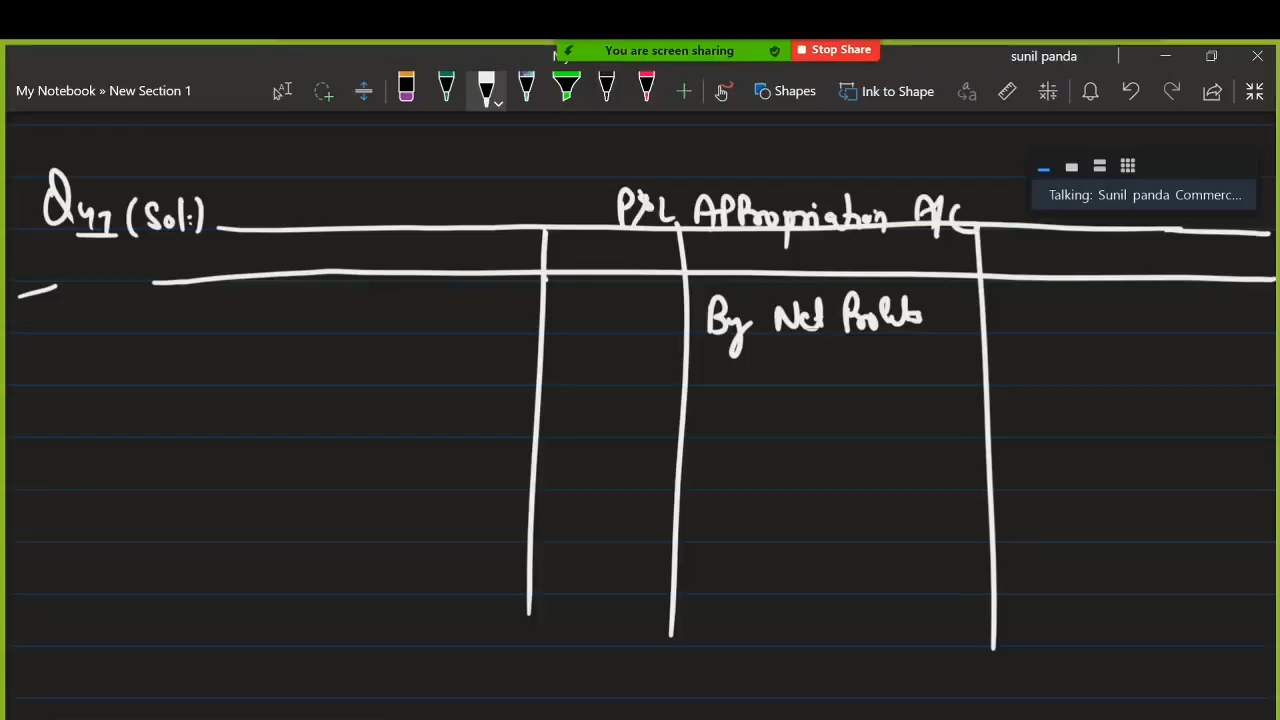 You are screen sharing
Stop Share
sunil panda
My Notebook » New Section 1
Shapes
Ink to Shape
Talking: Sunil panda Commerc...
Q47 (Sol:)
P&L Appropriation A/C
By Net Profits